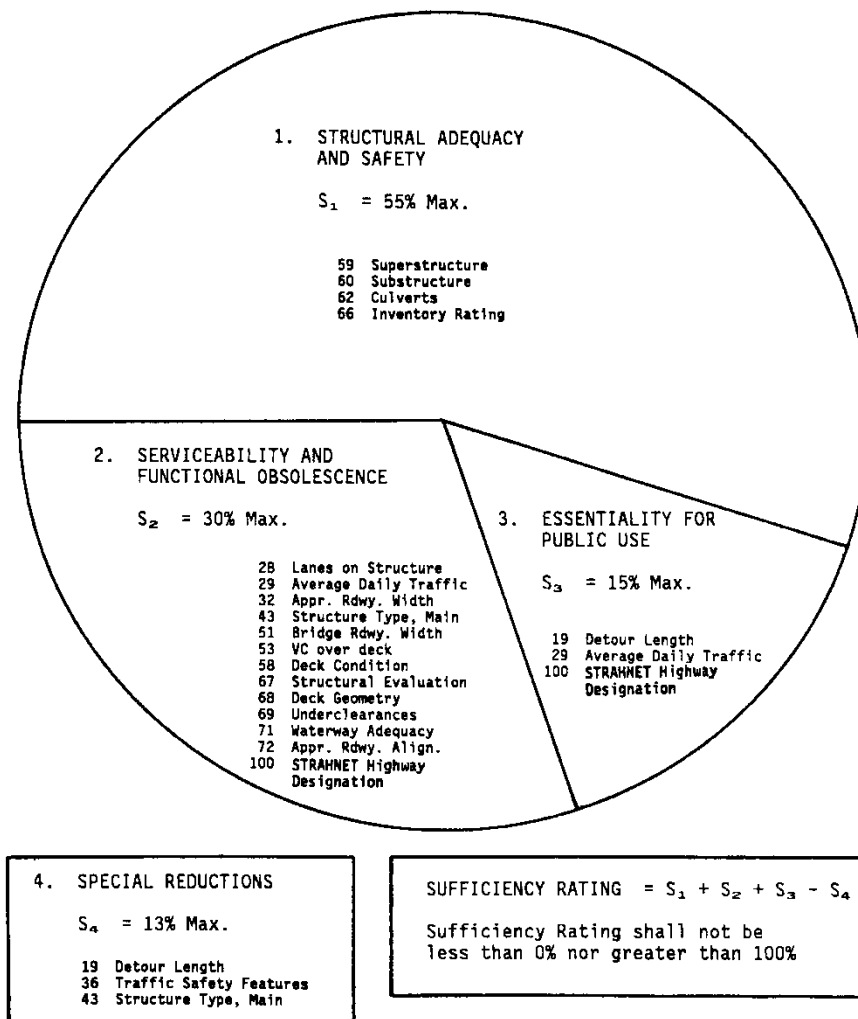 1. STRUCTURAL ADEQUACY
AND SAFETY
S₁ = 55% Max.
59 Superstructure
60 Substructure
62 Culverts
66 Inventory Rating
2. SERVICEABILITY AND
FUNCTIONAL OBSOLESCENCE
S₂ = 30% Max.
28 Lanes on Structure
29 Average Daily Traffic
32 Appr. Rdwy. Width
43 Structure Type, Main
51 Bridge Rdwy. Width
53 VC over deck
58 Deck Condition
67 Structural Evaluation
68 Deck Geometry
69 Underclearances
71 Waterway Adequacy
72 Appr. Rdwy. Align.
100 STRAHNET Highway
Designation
3. ESSENTIALITY FOR
PUBLIC USE
S₃ = 15% Max.
19 Detour Length
29 Average Daily Traffic
100 STRAHNET Highway
Designation
4. SPECIAL REDUCTIONS
S₄ = 13% Max.
19 Detour Length
36 Traffic Safety Features
43 Structure Type, Main
SUFFICIENCY RATING = S₁ + S₂ + S₃ - S₄
Sufficiency Rating shall not be
less than 0% nor greater than 100%